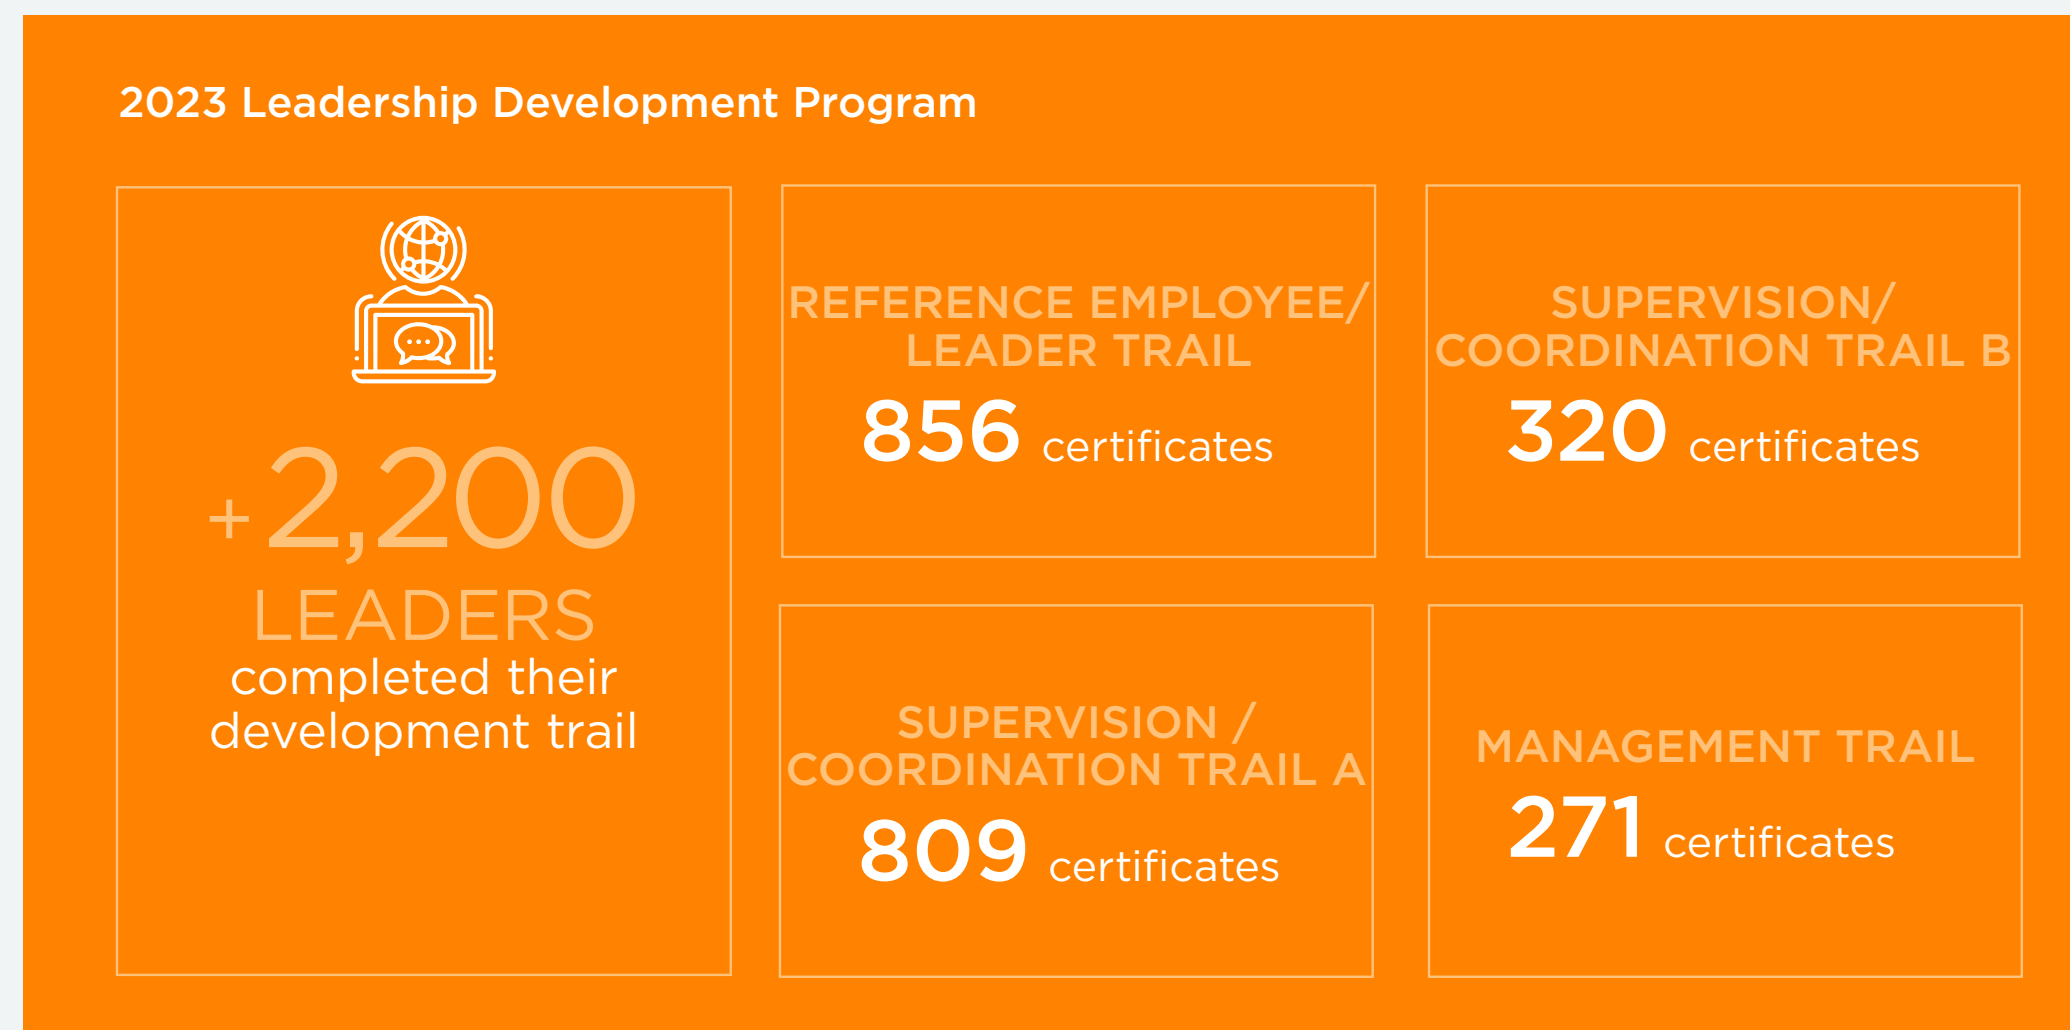 2023 Leadership Development Program
+2,200
LEADERS
completed their
development trail
REFERENCE EMPLOYEE/
LEADER TRAIL
856 certificates
SUPERVISION/
COORDINATION TRAIL B
320 certificates
SUPERVISION /
COORDINATION TRAIL A
809 certificates
MANAGEMENT TRAIL
271 certificates